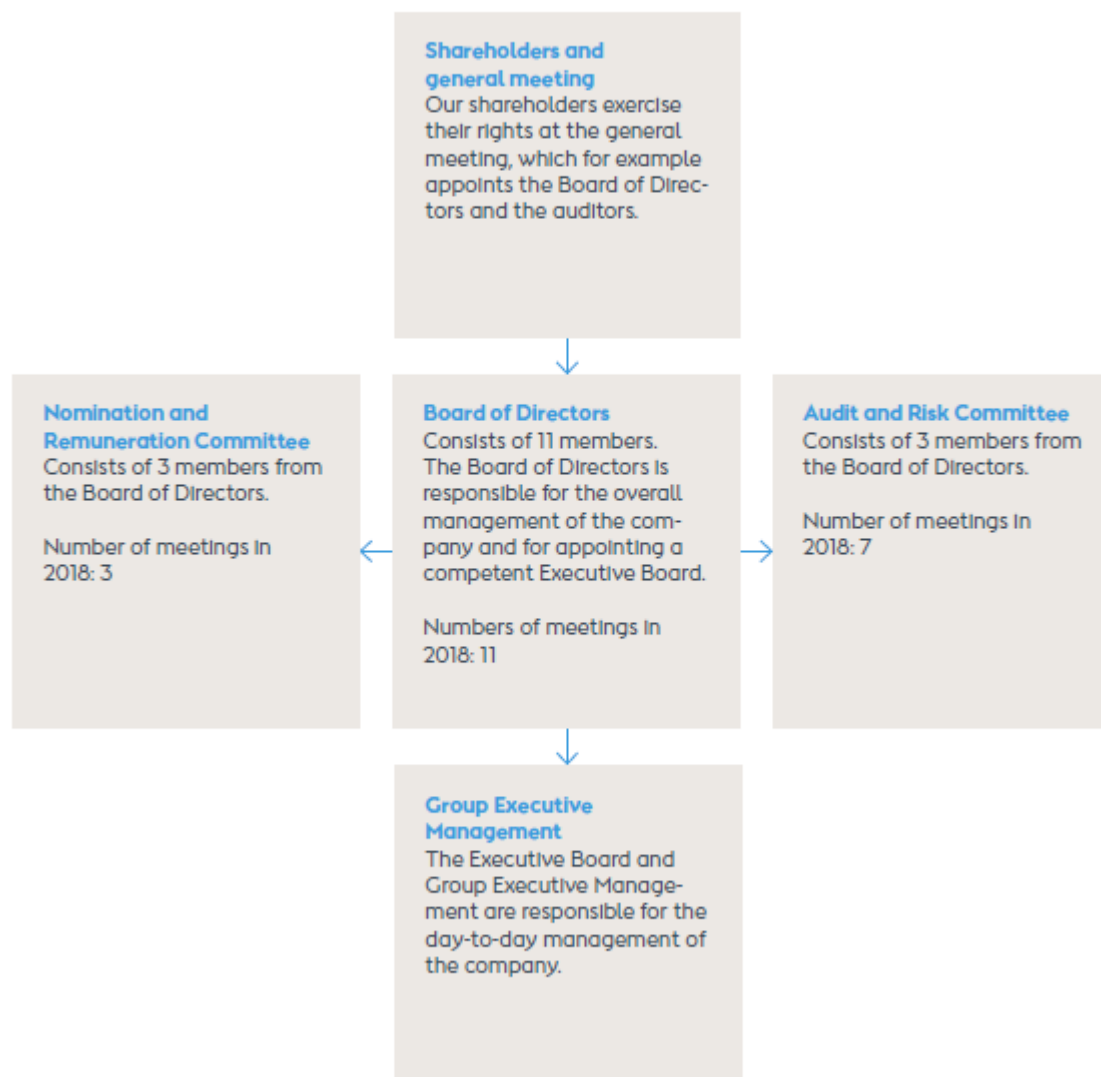 Shareholders and
general meeting
Our shareholders exercise
their rights at the general
meeting, which for example
appoints the Board of Direc-
tors and the auditors.
Nomination and
Remuneration Committee
Consists of 3 members from
the Board of Directors.
Number of meetings in
2018: 3
Board of Directors
Consists of 11 members.
The Board of Directors is
responsible for the overall
management of the com-
pany and for appointing a
competent Executive Board.
Numbers of meetings in
2018: 11
Audit and Risk Committee
Consists of 3 members from
the Board of Directors.
Number of meetings in
2018: 7
Group Executive
Management
The Executive Board and
Group Executive Manage-
ment are responsible for the
day-to-day management of
the company.